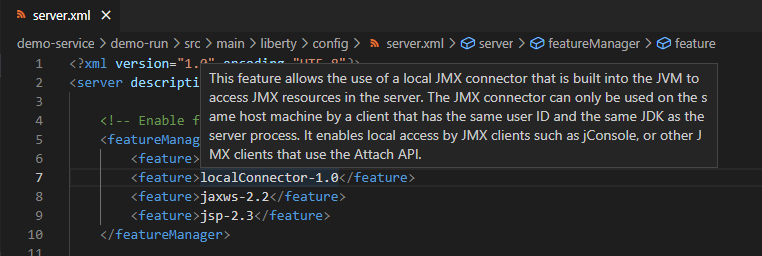 server.xml
demo-service > demo-run > src > main > liberty > config > server.xml > server > featureManager > feature
1 <?xml version="1.0" encoding="UTF-8"?>
2 <server descripti
This feature allows the use of a local JMX connector that is built into the JVM to
access JMX resources in the server. The JMX connector can only be used on the s
ame host machine by a client that has the same user ID and the same JDK as the
server process. It enables local access by JMX clients such as jConsole, or other J
MX clients that use the Attach API.
3
4 <!-- Enable f
5 <featureManag
6 <feature>
7 <feature>localConnector-1.0</feature>
8 <feature>jaxws-2.2</feature>
9 <feature>jsp-2.3</feature>
10 </featureManager>
11